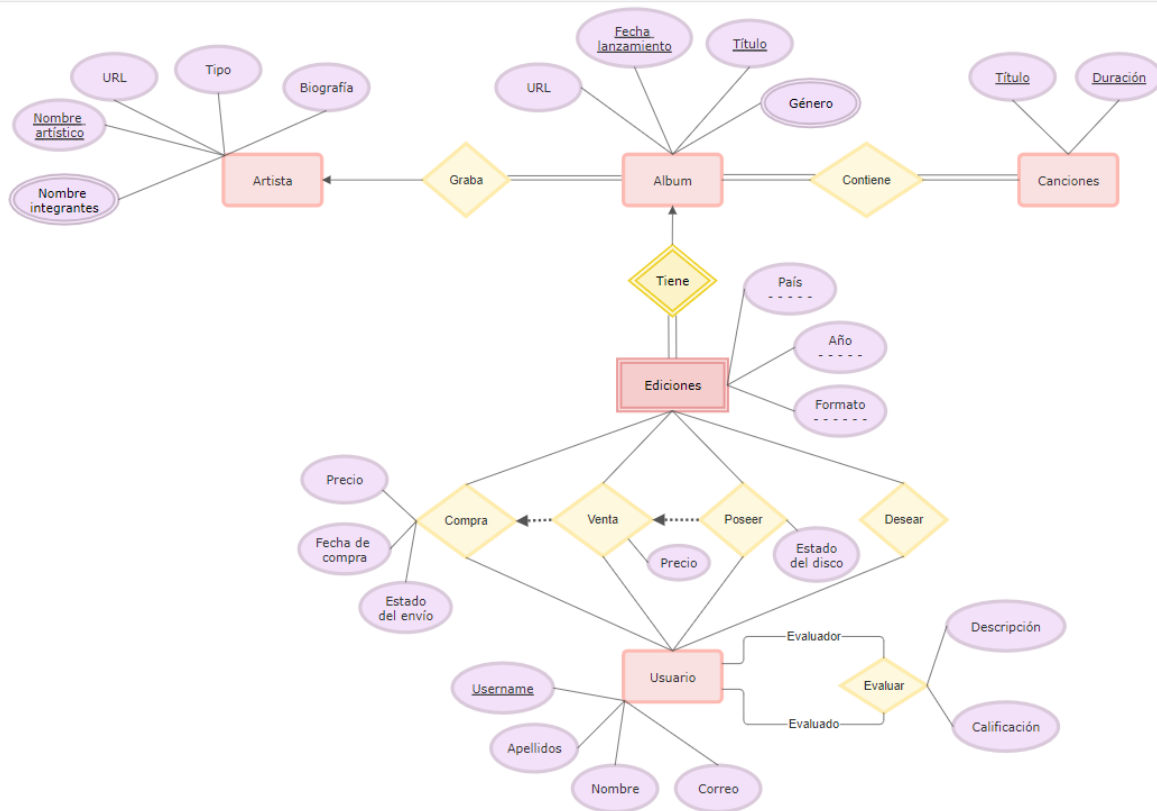 Fecha
lanzamiento
Título
URL
Tipo
Biografía
URL
Género
Título
Duración
Nombre
artístico
Nombre
integrantes
Artista
Graba
Album
Contiene
Canciones
Tiene
País
Año
Formato
Ediciones
Precio
Fecha de
compra
Estado
del envío
Compra
Venta
Poseer
Desear
Precio
Estado
del disco
Evaluador
Usuario
Evaluar
Evaluado
Descripción
Calificación
Username
Apellidos
Nombre
Correo